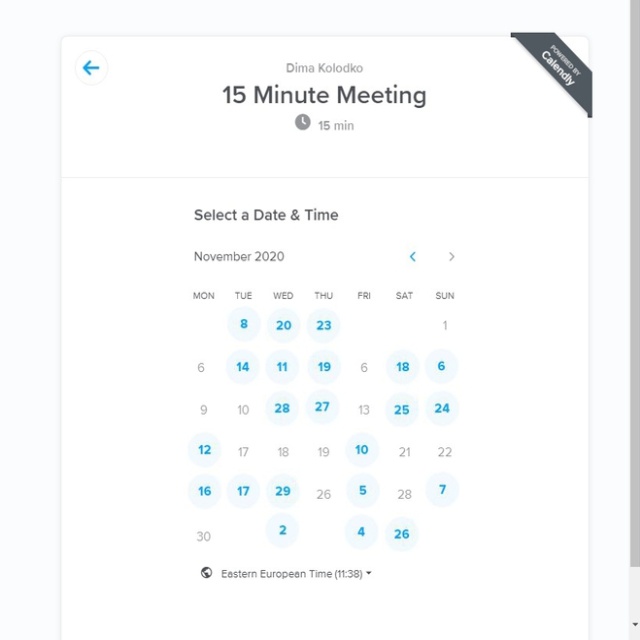 POWERED BY
Calendly
Dima Kolodko
15 Minute Meeting
15 min
Select a Date & Time
November 2020
MON TUE WED THU FRI SAT SUN
8 20 23 1
6 14 11 19 6 18 6
9 10 28 27 13 25 24
12 17 18 19 10 21 22
16 17 29 26 5 28 7
30 2 4 26
Eastern European Time (11:38)